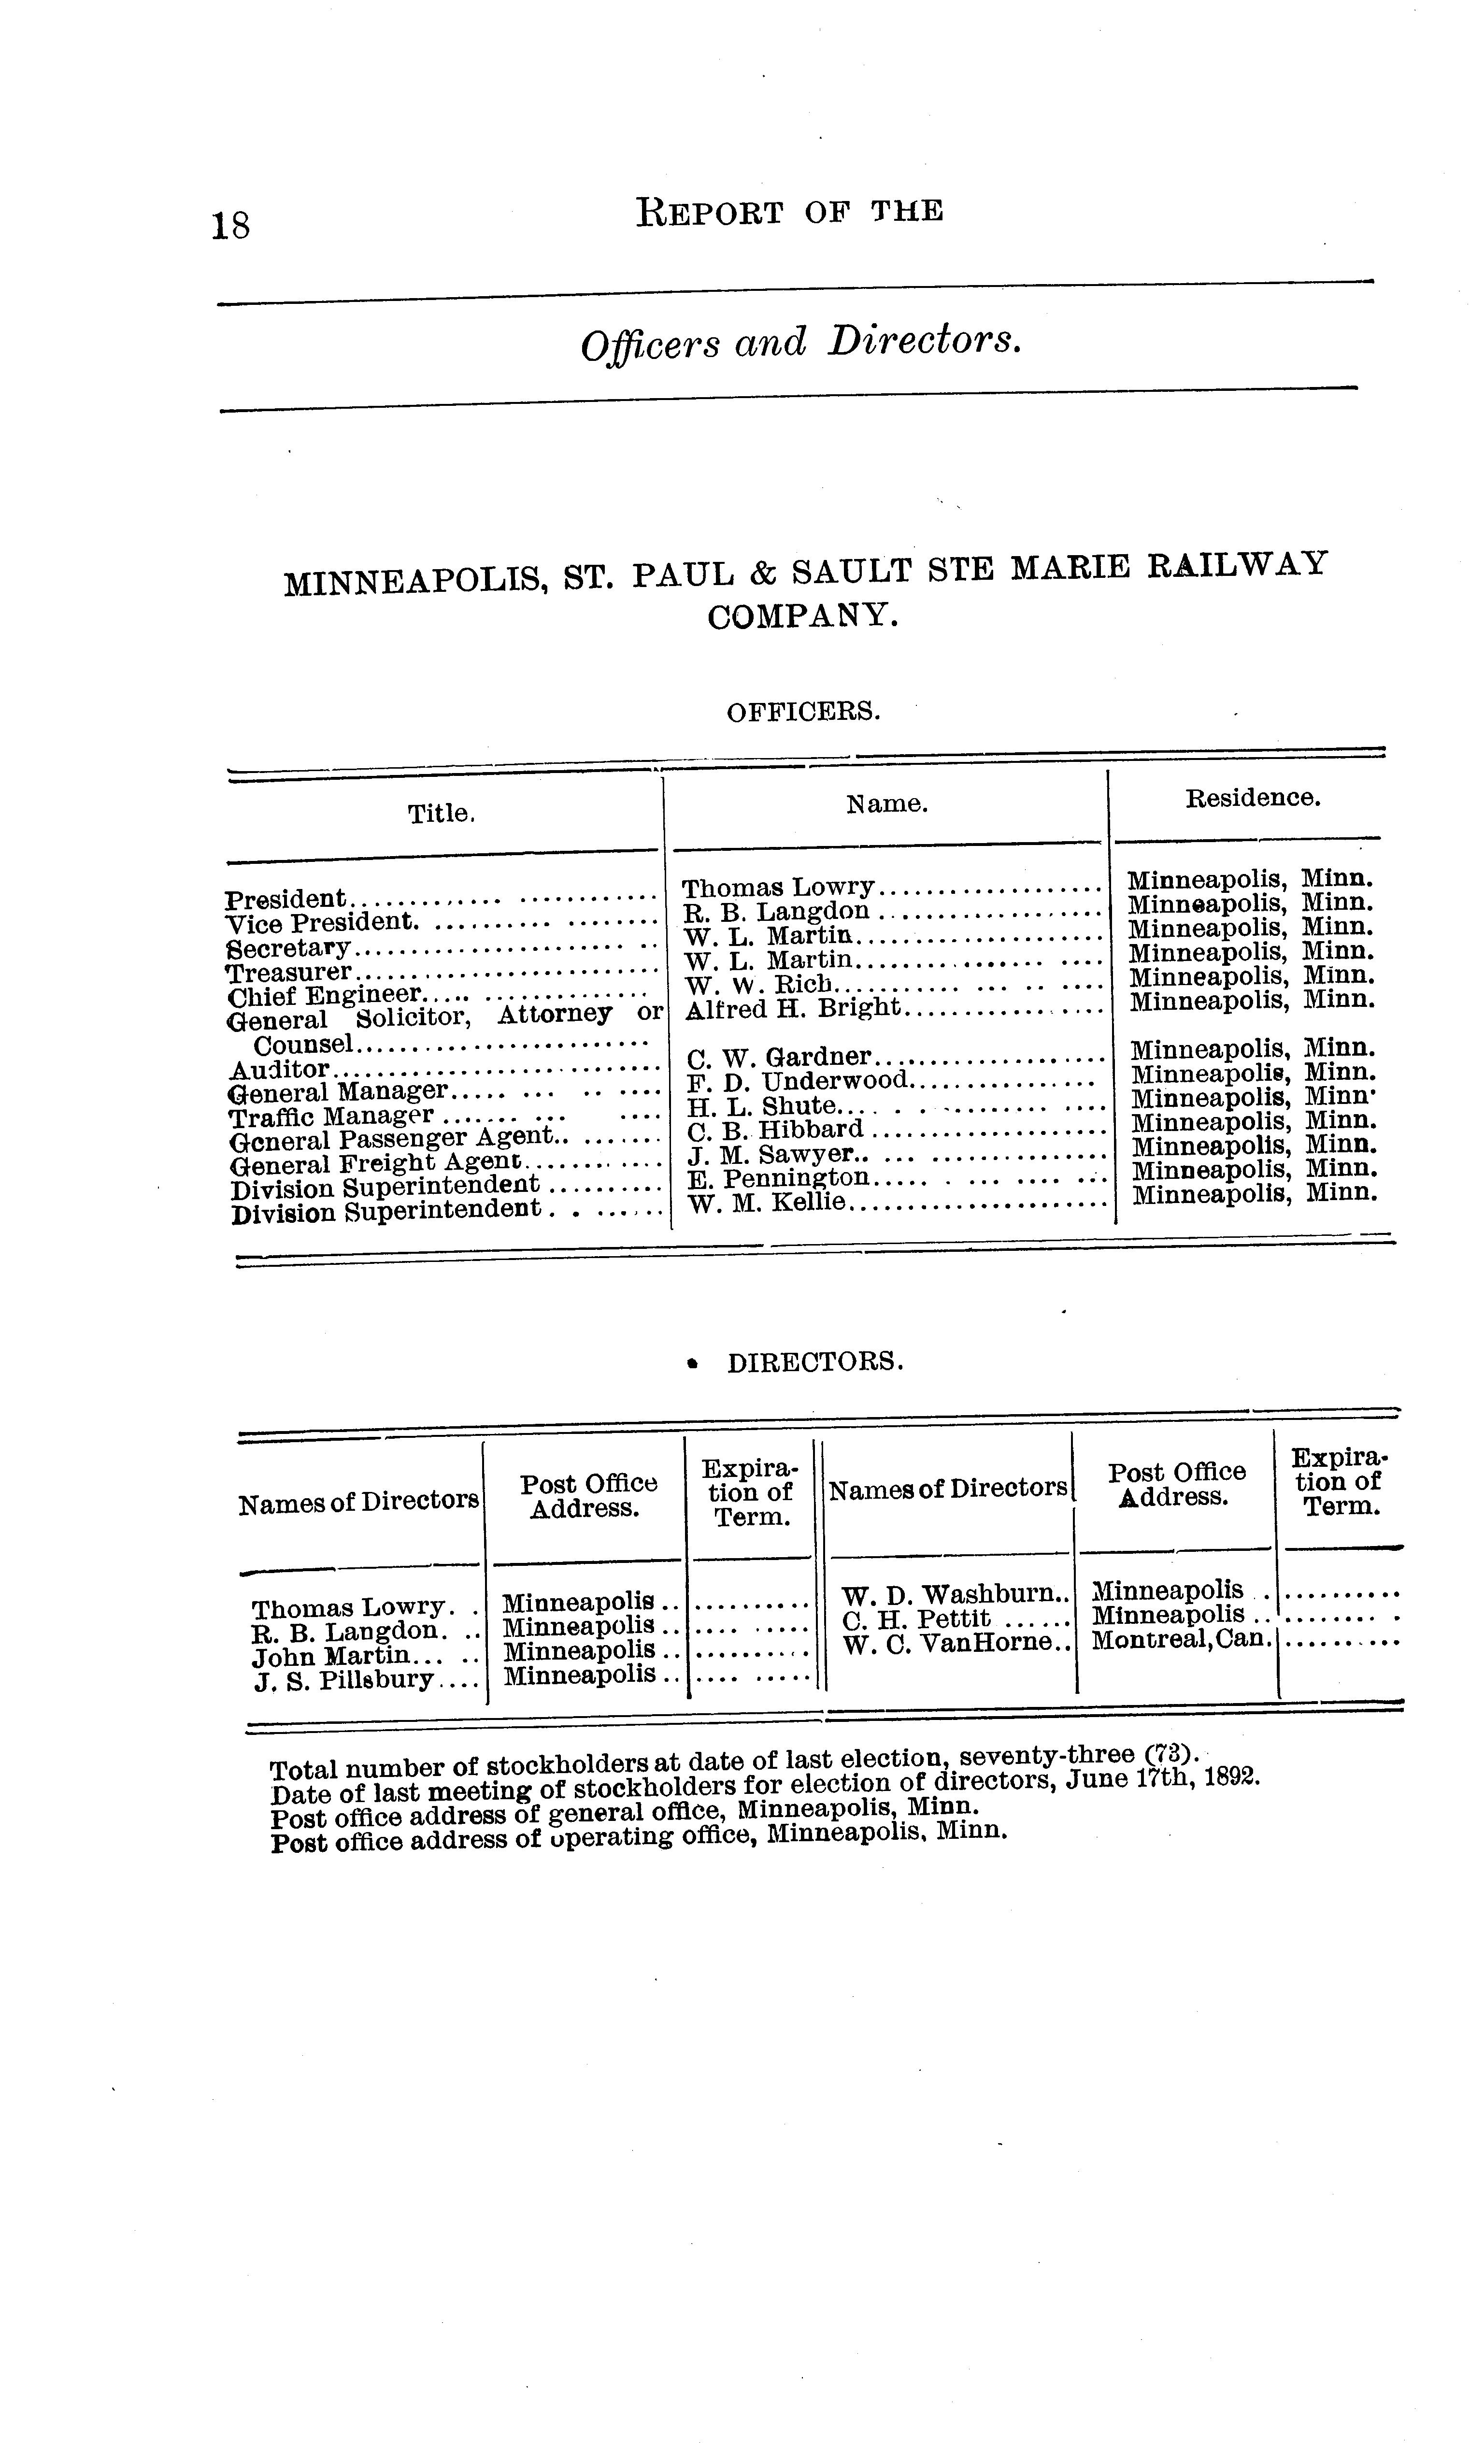 18
REPORT OF THE
Officers and Directors.
MINNEAPOLIS, ST. PAUL & SAULT STE MARIE RAILWAY
COMPANY.
OFFICERS.
Title. Name. Residence.
President......................... Thomas Lowry................... Minneapolis, Minn.
Vice President. .................. R. B. Langdon ................... Minneapolis, Minn.
Secretary......................... W. L. Martin..................... Minneapolis, Minn.
Treasurer.......................... W. L. Martin.................... Minneapolis, Minn.
Chief Engineer................... W. W. Rich.................... Minneapolis, Minn.
General Solicitor, Attorney or Alfred H. Bright................. Minneapolis, Minn.
Counsel.........................
Auditor............................ C. W. Gardner.................... Minneapolis, Minn.
General Manager..... ... .. .... F. D. Underwood................ Minneapolis, Minn.
Traffic Manager ....... ... .... H. L. Shute.... . . ......... .... Minneapolis, Minn.
General Passenger Agent.. ....... C. B. Hibbard .................... Minneapolis, Minn.
General Freight Agent............ J. M. Sawyer.. ... ............... Minneapolis, Minn.
Division Superintendent .......... E. Pennington..... . ... .... ... Minneapolis, Minn.
Division Superintendent. . ...... W. M. Kellie...................... Minneapolis, Minn.
DIRECTORS.
Names of Directors Post Office Address. Expira-tion of Term. Names of Directors Post Office Address. Expira-tion of Term.
Thomas Lowry. . Minneapolis .. .......... W. D. Washburn.. Minneapolis . ..........
R. B. Langdon. .. Minneapolis .. .... ..... C. H. Pettit ...... Minneapolis .. ........ .
John Martin... .. Minneapolis .. .......... W. C. VanHorne.. Montreal, Can. ..........
J. S. Pillsbury.... Minneapolis .. .... .....
Total number of stockholders at date of last election, seventy-three (73).
Date of last meeting of stockholders for election of directors, June 17th, 1892.
Post office address of general office, Minneapolis, Minn.
Post office address of operating office, Minneapolis, Minn.